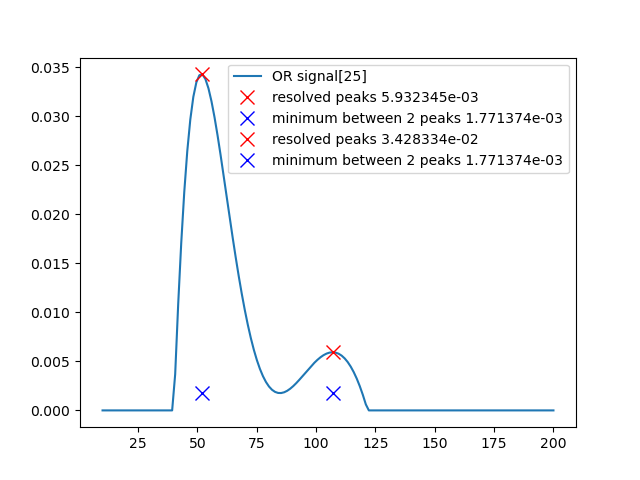 OR signal[25]
resolved peaks 5.932345e-03
minimum between 2 peaks 1.771374e-03
resolved peaks 3.428334e-02
minimum between 2 peaks 1.771374e-03
0.035
0.030
0.025
0.020
0.015
0.010
0.005
0.000
25 50 75 100 125 150 175 200